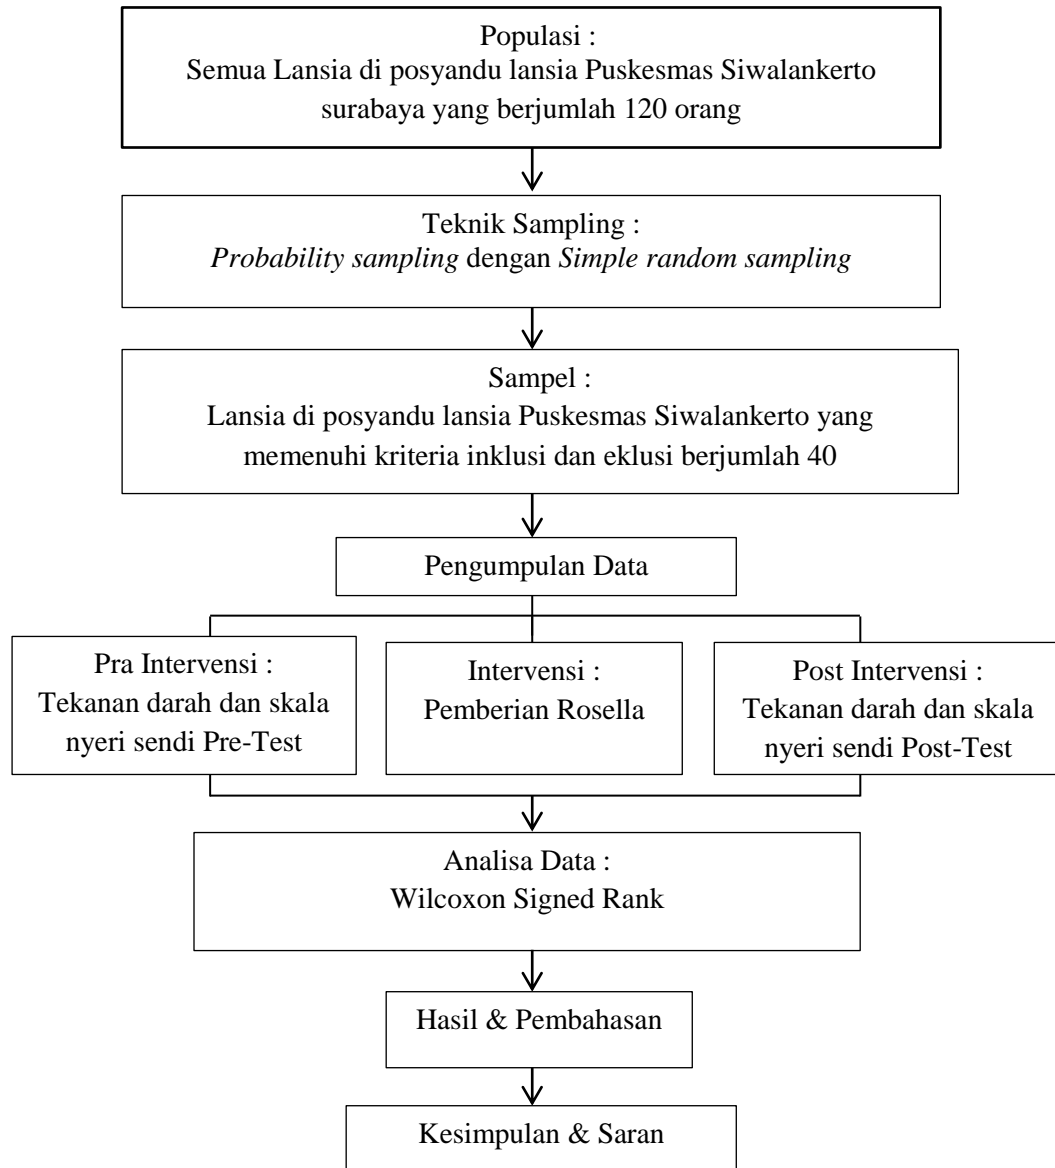 Populasi :
Semua Lansia di posyandu lansia Puskesmas Siwalankerto
surabaya yang berjumlah 120 orang
Teknik Sampling :
Probability sampling dengan Simple random sampling
Sampel :
Lansia di posyandu lansia Puskesmas Siwalankerto yang
memenuhi kriteria inklusi dan eklusi berjumlah 40
Pengumpulan Data
Pra Intervensi :
Tekanan darah dan skala
nyeri sendi Pre-Test
Intervensi :
Pemberian Rosella
Post Intervensi :
Tekanan darah dan skala
nyeri sendi Post-Test
Analisa Data :
Wilcoxon Signed Rank
Hasil & Pembahasan
Kesimpulan & Saran